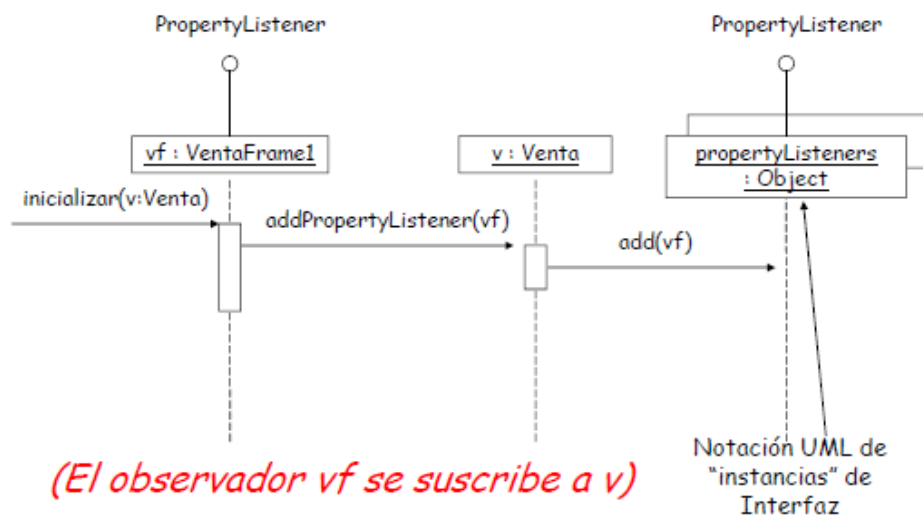 PropertyListener
PropertyListener
vf : VentaFrame1
v : Venta
propertyListeners
: Object
inicializar(v:Venta)
addPropertyListener(vf)
add(vf)
(El observador vf se suscribe a v)
Notación UML de
“instancias” de
Interfaz